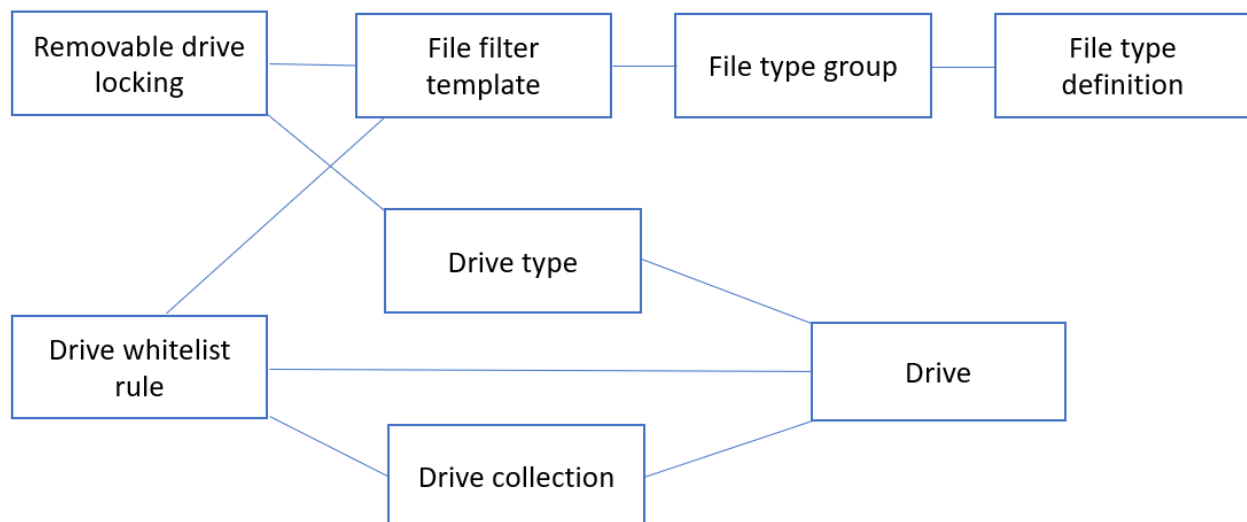 Removable drive
locking
File filter
template
File type group
File type
definition
Drive type
Drive whitelist
rule
Drive
Drive collection